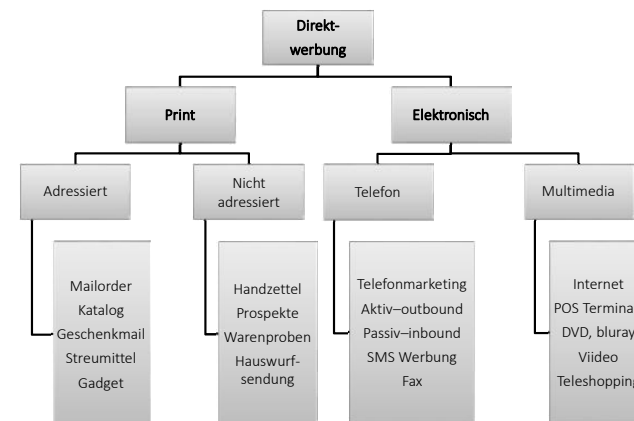 Direkt-
werbung
Print
Elektronisch
Adressiert
Nicht
adressiert
Telefon
Multimedia
Mailorder
Katalog
Geschenkmail
Streumittel
Gadget
Handzettel
Prospekte
Warenproben
Hauswurf-
sendung
Telefonmarketing
Aktiv–outbound
Passiv–inbound
SMS Werbung
Fax
Internet
POS Termina
DVD, bluray
Viideo
Teleshopping